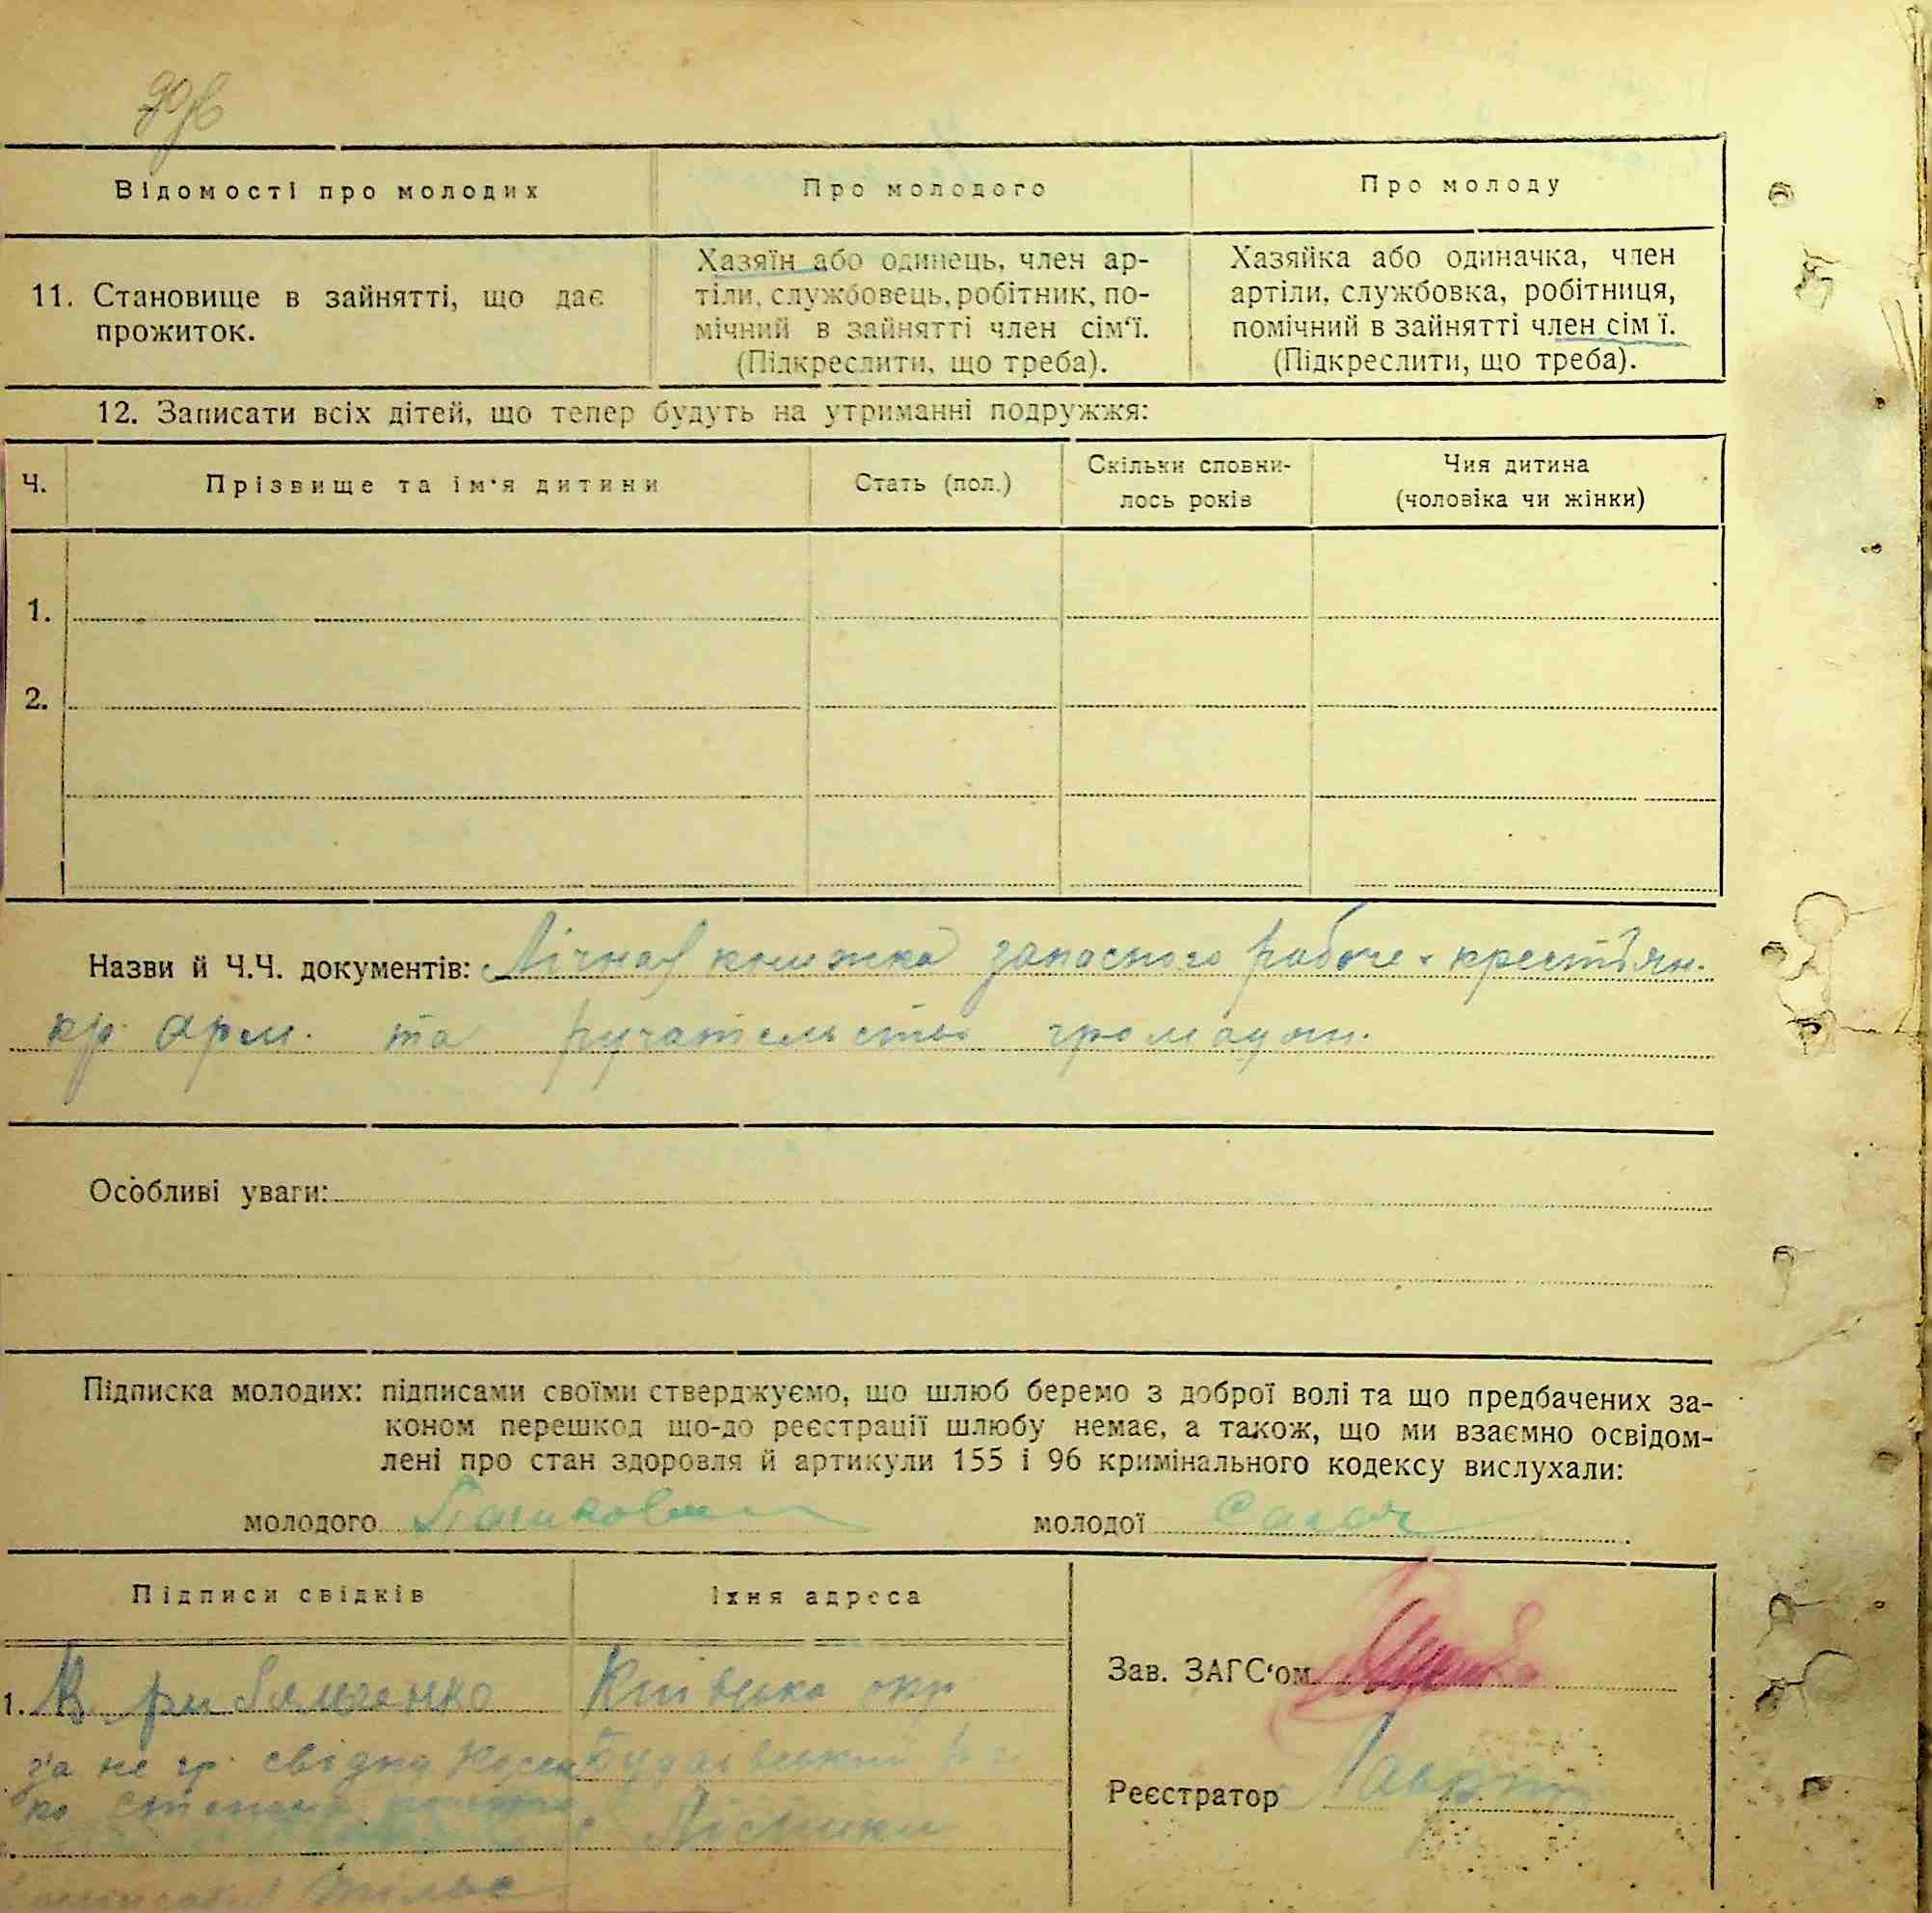 Відомості про молодих
Про молодого
Про молоду
11. Становище в зайнятті, що дає
прожиток.
Хазяїн або одинець, член ар-
тіли, службовець, робітник, по-
мічний в зайнятті член сім'ї.
(Підкреслити, що треба).
Хазяйка або одиначка, член
артіли, службовка, робітниця,
помічний в зайнятті член сім ї.
(Підкреслити, що треба).
12. Записати всіх дітей, що тепер будуть на утриманні подружжя:
Ч.
Прізвище та ім'я дитини
Стать (пол.)
Скільки сповни-
лось років
Чия дитина
(чоловіка чи жінки)
1.
2.
Назви й Ч.Ч. документів: Лічная книжка запасного рабоче-крестьян.
кр. арм. та ручательство громадян.
Особливі уваги:
Підписка молодих: підписами своїми стверджуємо, що шлюб беремо з доброї волі та що предбачених за-
коном перешкод що-до реєстрації шлюбу немає, а також, що ми взаємно освідом-
лені про стан здоровля й артикули 155 і 96 кримінального кодексу вислухали:
молодого
молодої
Підписи свідків
Їхня адреса
1.
Київська окр
за не гр. свідка
с. Лісники
Зав. ЗАГС'ом
Реєстратор